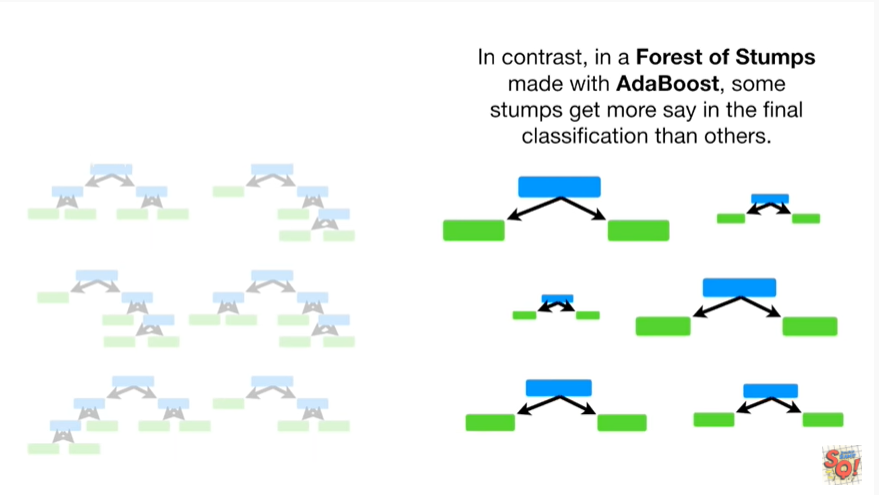 In contrast, in a Forest of Stumps
made with AdaBoost, some
stumps get more say in the final
classification than others.
SQ!